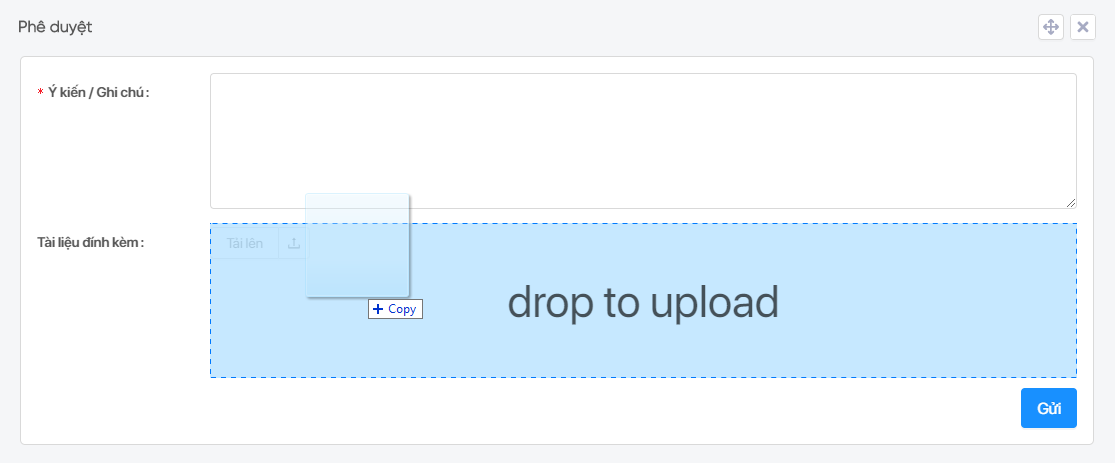 Phê duyệt
* Ý kiến / Ghi chú :
Tài liệu đính kèm :
Tải lên
drop to upload
+ Copy
Gửi